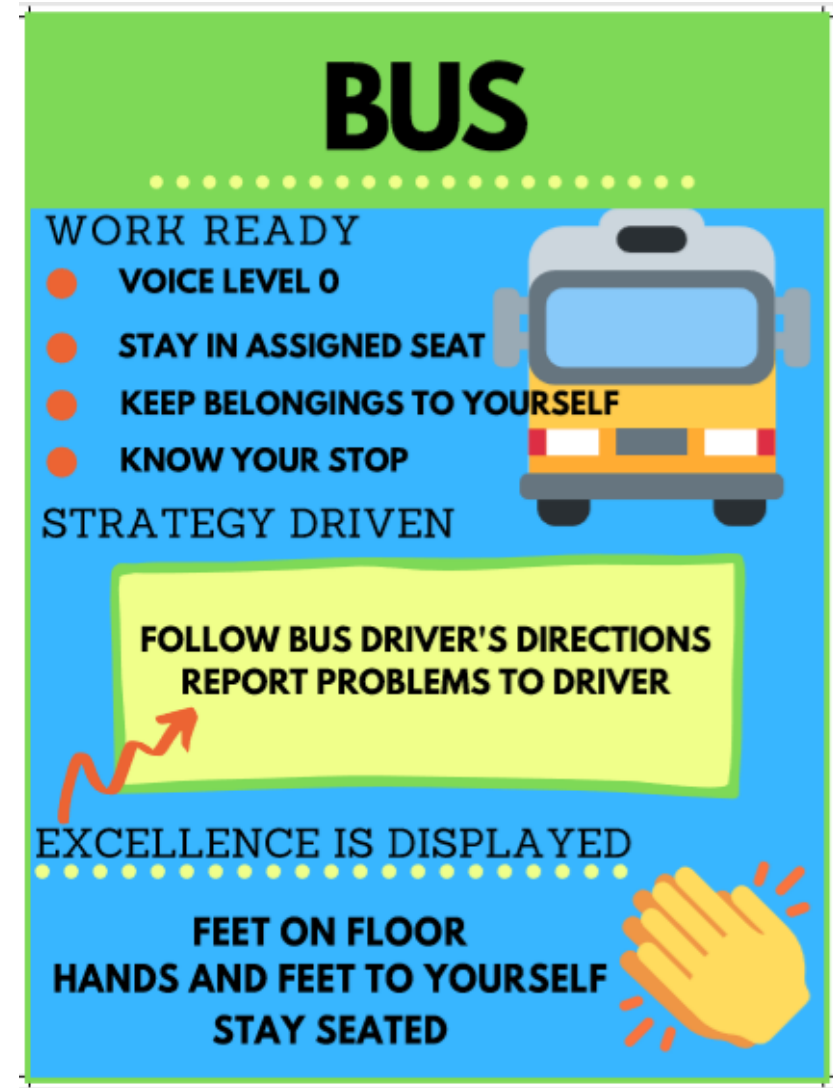 BUS
WORK READY
VOICE LEVEL 0
STAY IN ASSIGNED SEAT
KEEP BELONGINGS TO YOURSELF
KNOW YOUR STOP
STRATEGY DRIVEN
FOLLOW BUS DRIVER'S DIRECTIONS
REPORT PROBLEMS TO DRIVER
EXCELLENCE IS DISPLAYED
FEET ON FLOOR
HANDS AND FEET TO YOURSELF
STAY SEATED